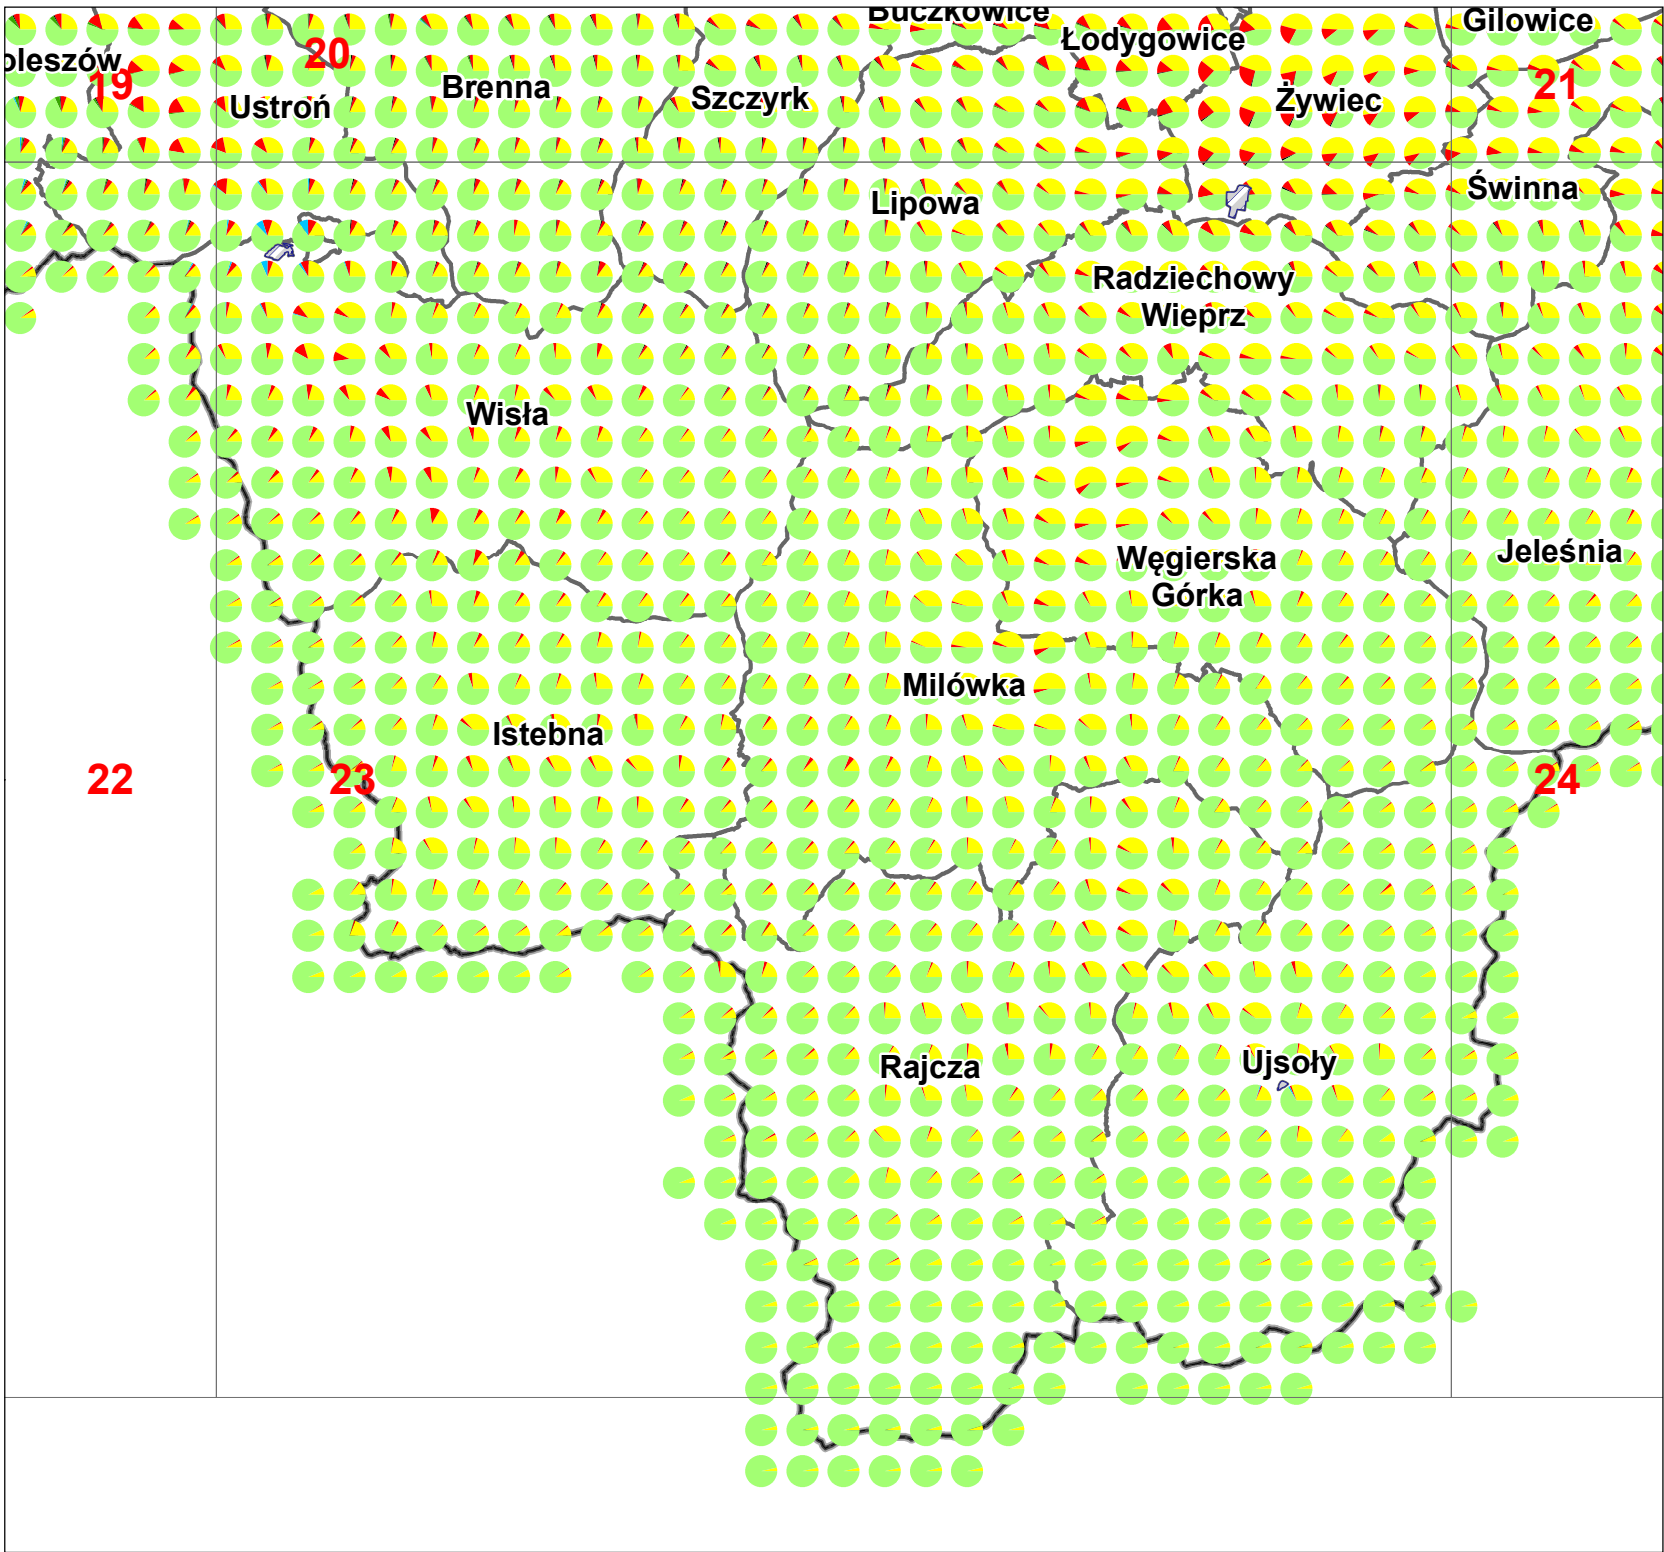 Buczkowice
Gilowice
Łodygowice
oleszów
20
19
Brenna
Szczyrk
Ustroń
Żywiec
21
Lipowa
Świnna
Radziechowy
Wieprz
Wisła
Węgierska
Górka
Jeleśnia
Milówka
Istebna
22
23
24
Rajcza
Ujsoły